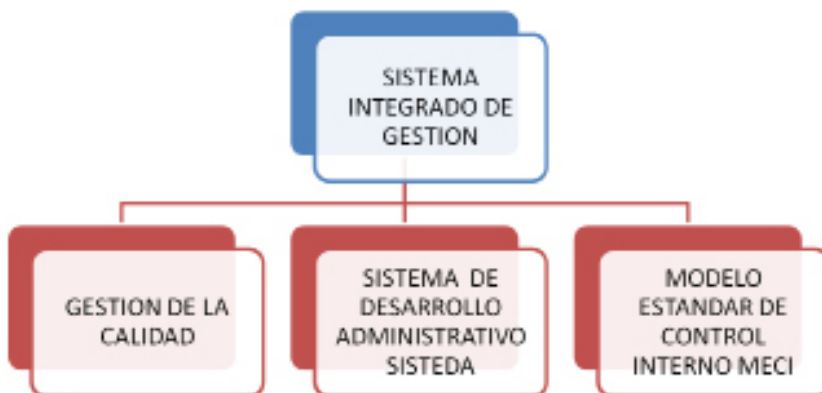 SISTEMA
INTEGRADO DE
GESTION
GESTION DE LA
CALIDAD
SISTEMA DE
DESARROLLO
ADMINISTRATIVO
SISTEDA
MODELO
ESTANDAR DE
CONTROL
INTERNO MECI